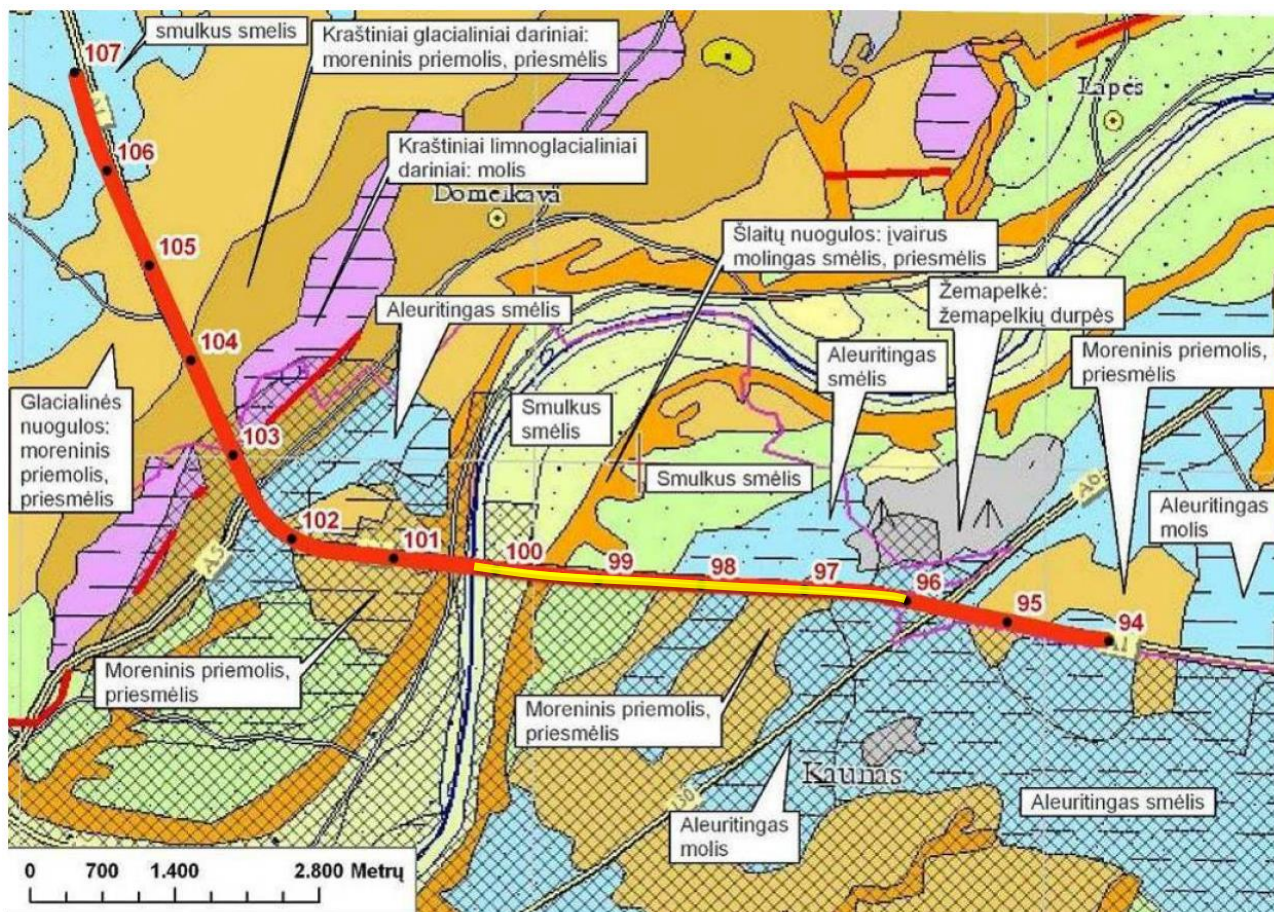 smulkus smelis
Kraštiniai glacialiniai dariniai:
moreninis priemolis, priesmėlis
107
A1
Lapės
106
Kraštiniai limnoglacialiniai
dariniai: molis
Domeikava
105
Šlaitų nuogulos: įvairus
molingas smėlis, priesmėlis
Žemapelkė:
žemapelkių durpės
Aleuritingas smėlis
104
Aleuritingas
smėlis
Moreninis priemolis,
priesmėlis
Glacialinės
nuogulos:
moreninis
priemolis,
priesmėlis
Smulkus
smėlis
103
Smulkus smėlis
A6
Aleuritingas
molis
102
101
100
99
98
97
96
95
94
A5
A1
Moreninis priemolis,
priesmėlis
Moreninis priemolis,
priesmėlis
Kaunas
Aleuritingas smėlis
Aleuritingas
molis
0 700 1.400 2.800 Metrų